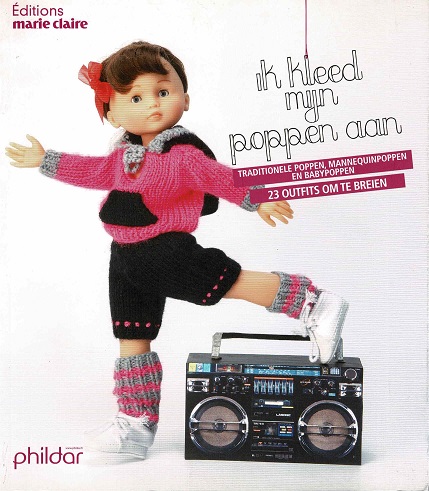 Éditions
marie claire
ik kleed
mijn
poppen aan
TRADITIONELE POPPEN, MANNEQUINPOPPEN
EN BABYPOPPEN
23 OUTFITS OM TE BREIEN
phildar